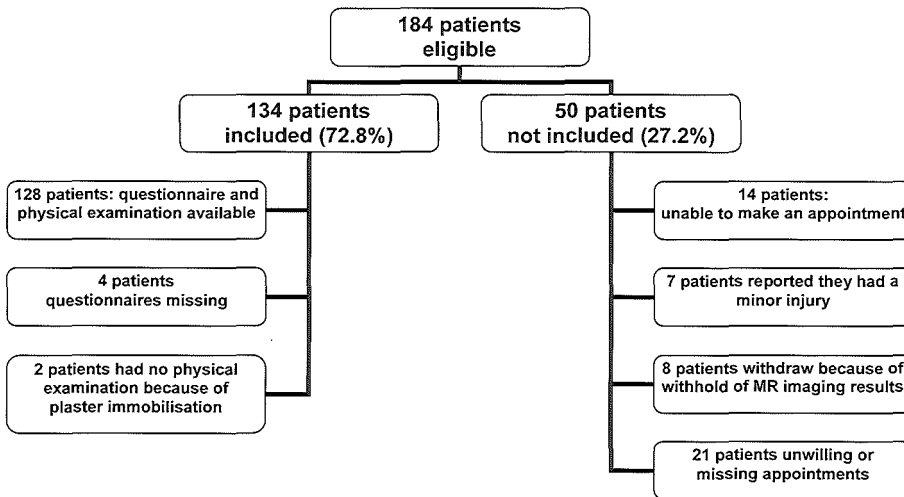 184 patients
eligible
134 patients
included (72.8%)
50 patients
not included (27.2%)
128 patients: questionnaire and
physical examination available
4 patients
questionnaires missing
2 patients had no physical
examination because of
plaster immobilisation
14 patients:
unable to make an appointment
7 patients reported they had a
minor injury
8 patients withdraw because of
withhold of MR imaging results
21 patients unwilling or
missing appointments